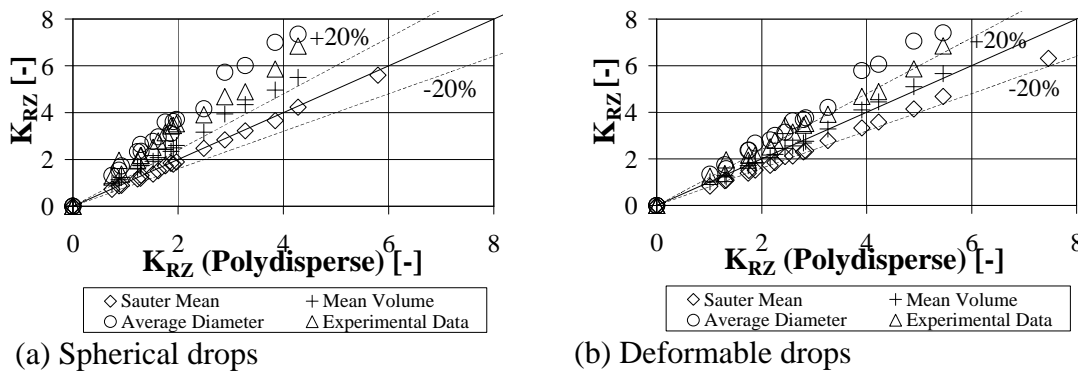 8
6
4
2
0
K_RZ [-]
+20%
-20%
0 2 4 6 8
K_RZ (Polydisperse) [-]
◇ Sauter Mean + Mean Volume
○ Average Diameter △ Experimental Data
(a) Spherical drops
8
6
4
2
0
K_RZ [-]
+20%
-20%
0 2 4 6 8
K_RZ (Polydisperse) [-]
◇ Sauter Mean + Mean Volume
○ Average Diameter △ Experimental Data
(b) Deformable drops